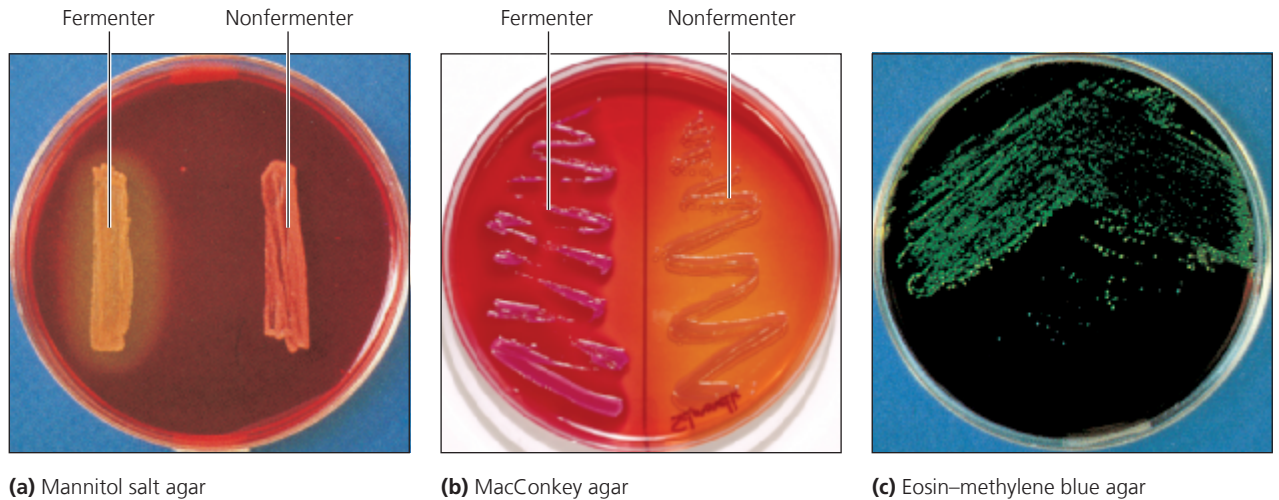 Fermenter Nonfermenter
Fermenter Nonfermenter
(a) Mannitol salt agar
(b) MacConkey agar
(c) Eosin–methylene blue agar